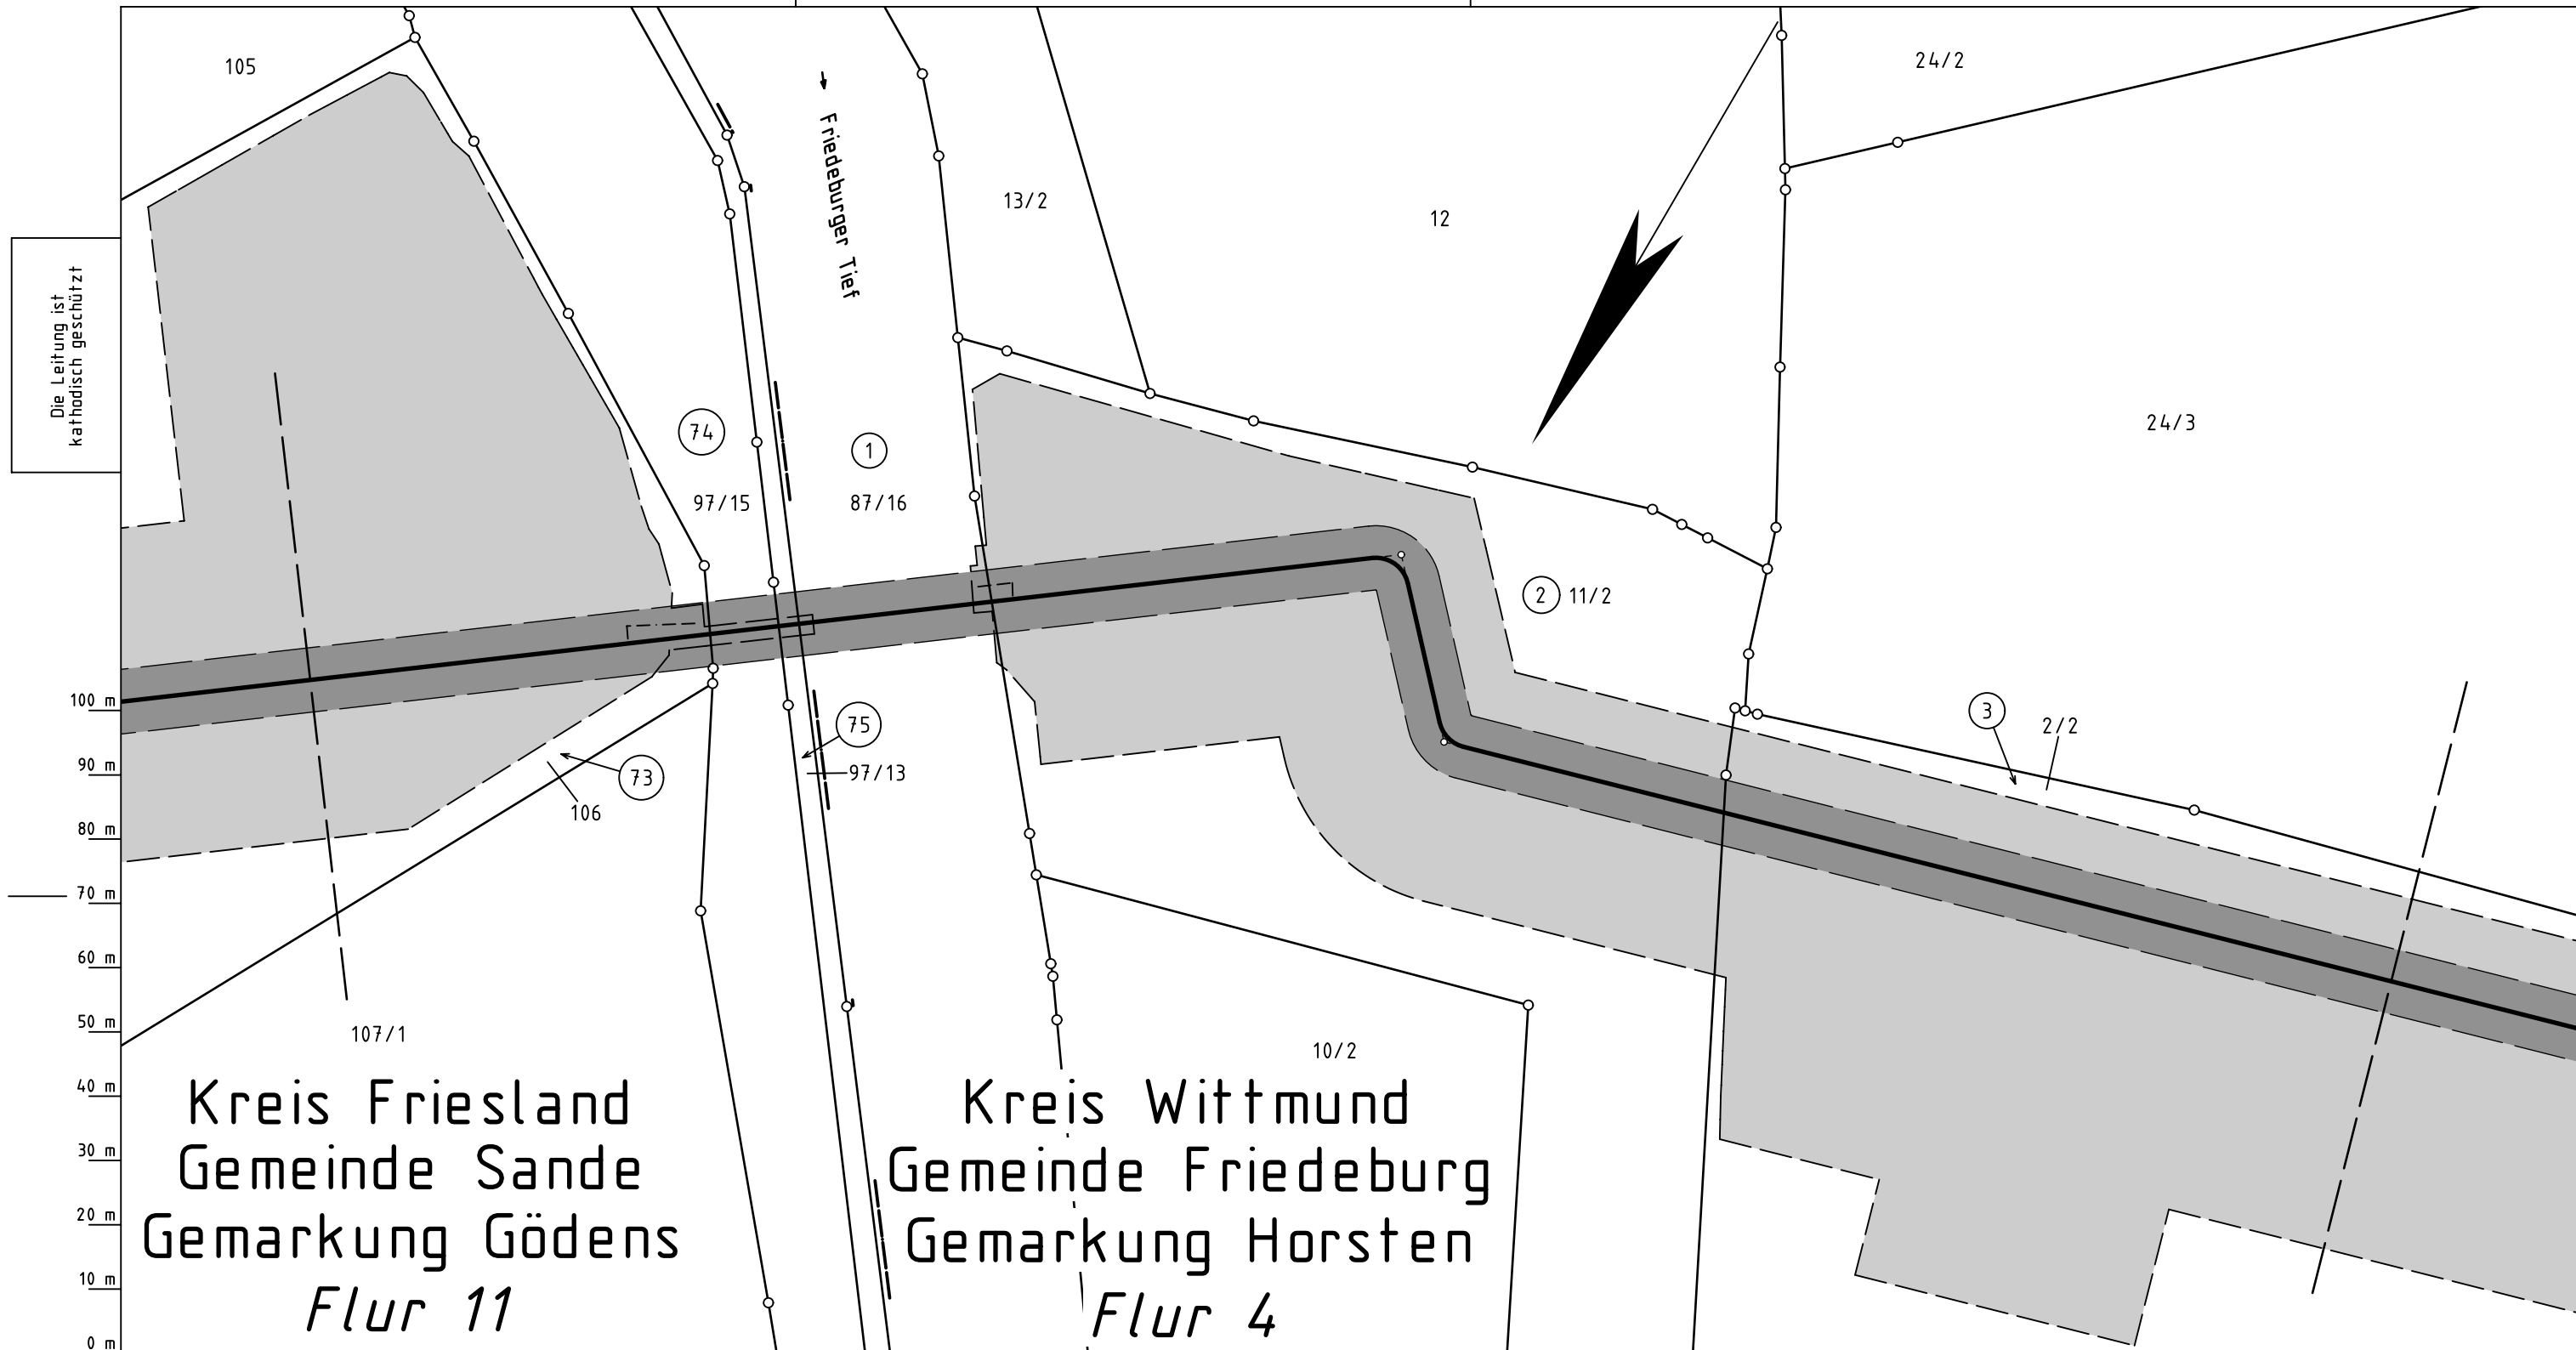 105
24/2
Friedeburger Tief
13/2
12
Die Leitung ist
kathodisch geschützt
74
1
97/15
87/16
24/3
2
11/2
3
2/2
75
97/13
73
106
100 m
90 m
80 m
70 m
60 m
50 m
40 m
30 m
20 m
10 m
0 m
107/1
10/2
Kreis Friesland
Gemeinde Sande
Gemarkung Gödens
Flur 11
Kreis Wittmund
Gemeinde Friedeburg
Gemarkung Horsten
Flur 4